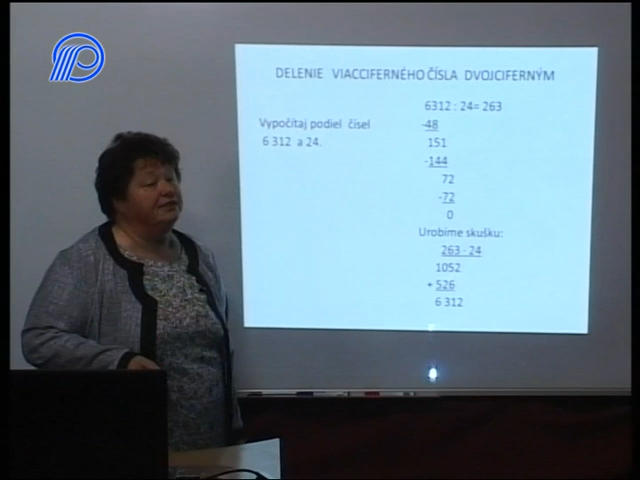 DELENIE VIACCIFERNÉHO ČÍSLA DVOJCIFERNÝM
Vypočítaj podiel čísel
6 312 a 24.
6312 : 24= 263
-48
151
-144
72
-72
0
Urobíme skušku:
263 · 24
1052
+ 526
6 312